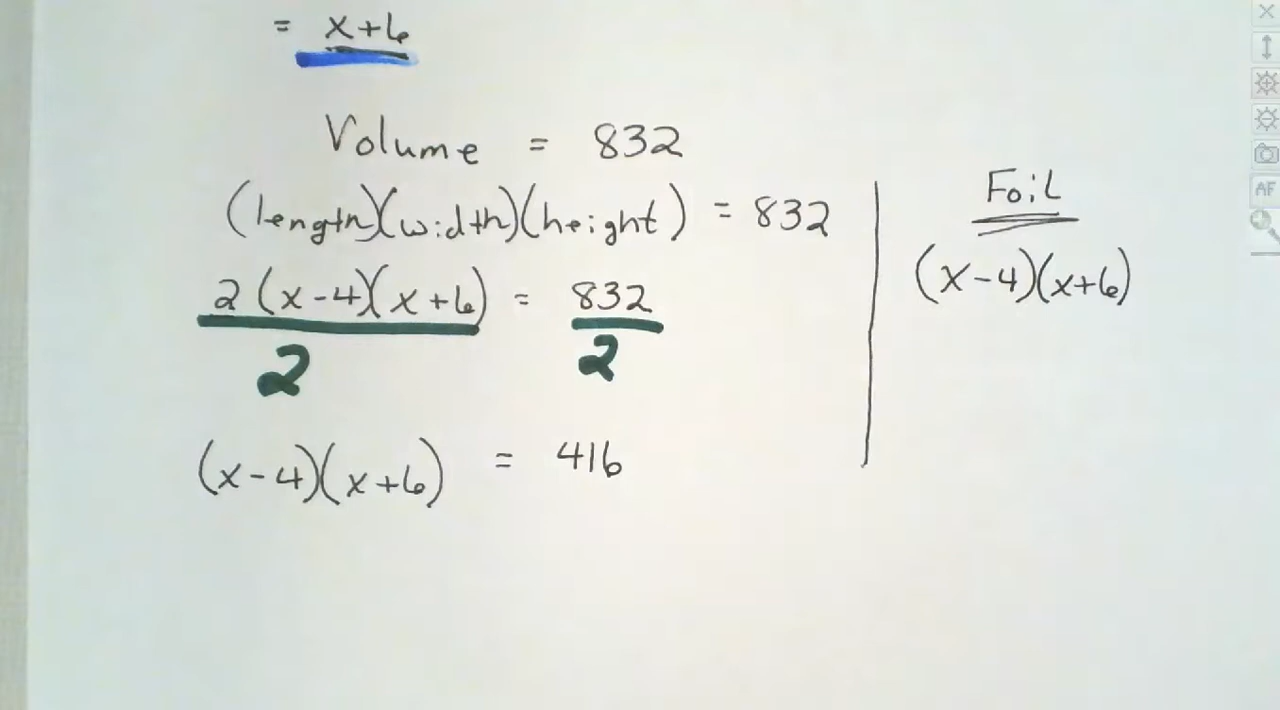 = x+6
Volume = 832
(length)(width)(height) = 832
2(x-4)(x+6) = 832
2 2
(x-4)(x+6) = 416
Foil
(x-4)(x+6)
AF